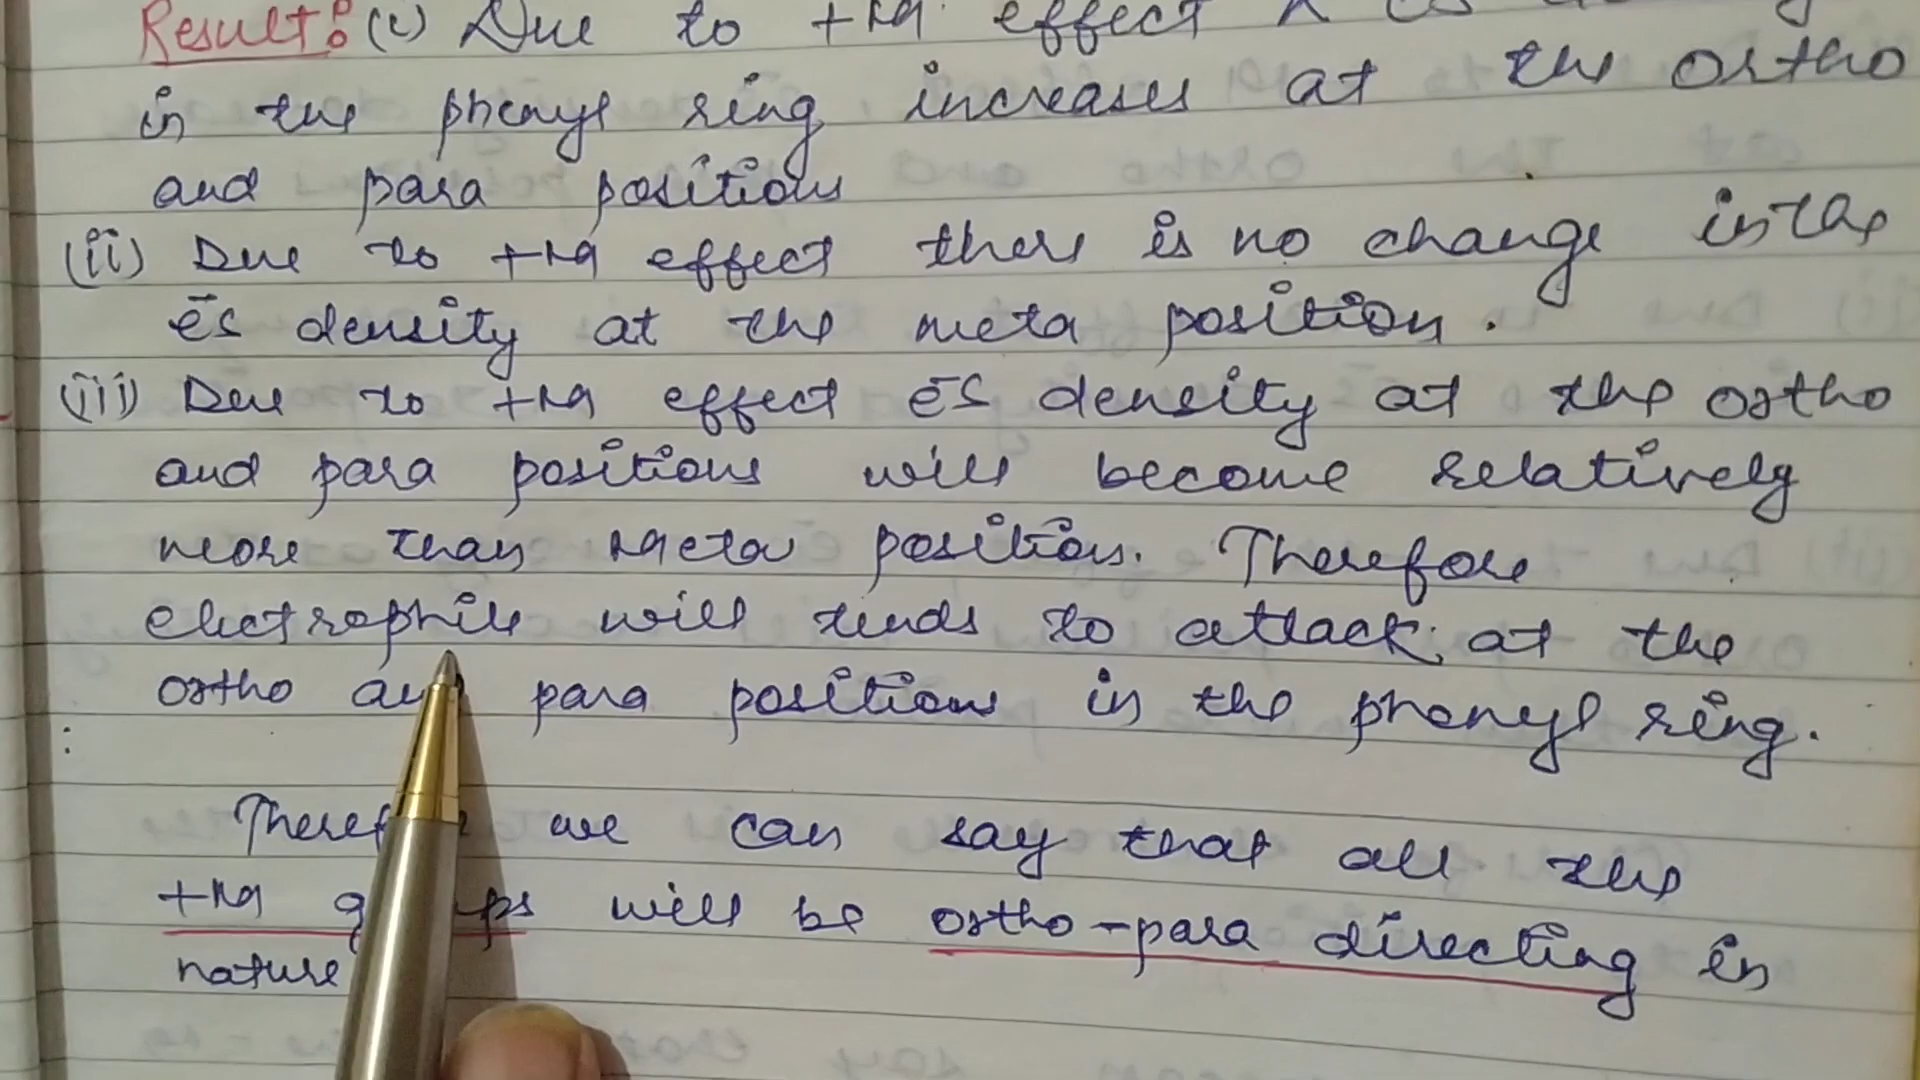 Result: (i) Due to +M effect
in the phenyl ring increases at the ortho
and para positions
(ii) Due to +M effect there is no change in the
ēs density at the meta position.
(iii) Due to +M effect ēs density at the ortho
and para positions will become relatively
more than Meta position. Therefore
electrophile will tends to attack at the
ortho and para positions in the phenyl ring.
we can say that all the
+M groups will be ortho-para directing in
nature